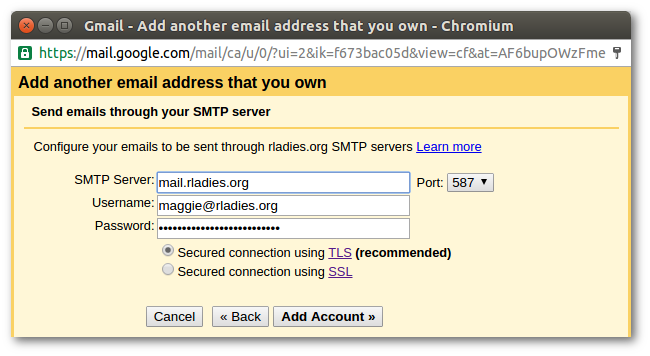 Gmail - Add another email address that you own - Chromium
https://mail.google.com/mail/ca/u/0/?ui=2&ik=f673bac05d&view=cf&at=AF6bupOWzFme
Add another email address that you own
Send emails through your SMTP server
Configure your emails to be sent through rladies.org SMTP servers Learn more
SMTP Server: mail.rladies.org Port: 587
Username: maggie@rladies.org
Password: ••••••••••••••••••••••••••
Secured connection using TLS (recommended)
Secured connection using SSL
Cancel « Back Add Account »